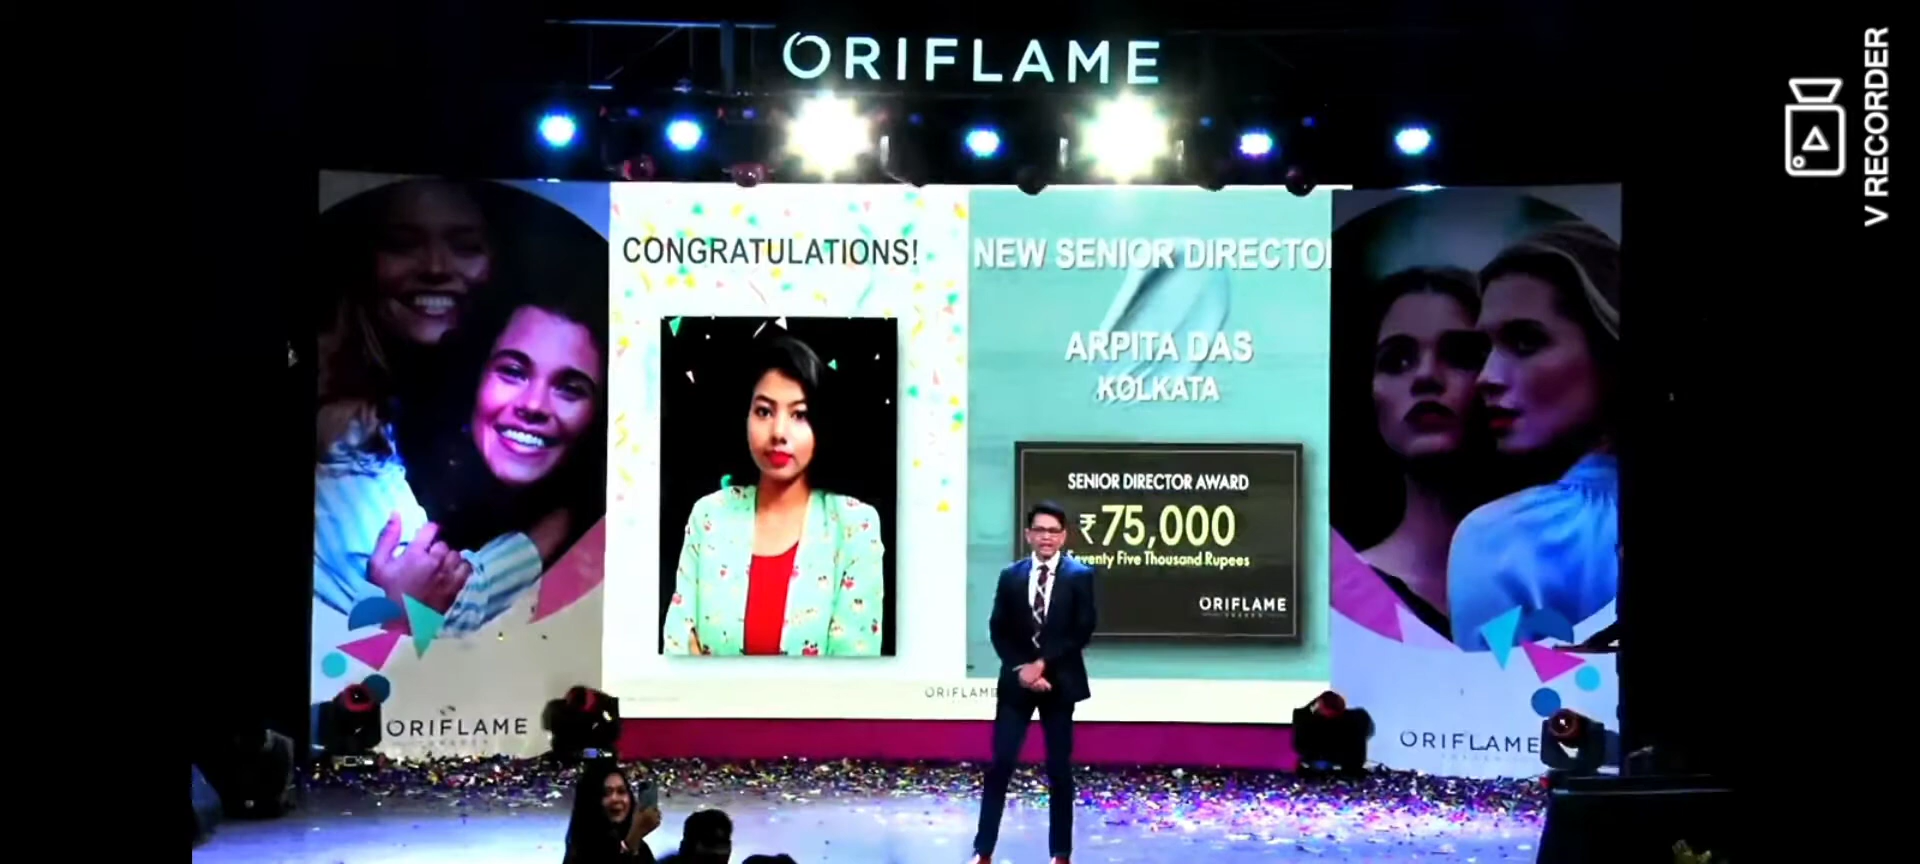 ORIFLAME
V RECORDER
CONGRATULATIONS!
NEW SENIOR DIRECTO
ARPITA DAS
KOLKATA
SENIOR DIRECTOR AWARD
₹75,000
Seventy Five Thousand Rupees
ORIFLAME
ORIFLAME
ORIFLAME
ORIFLAME